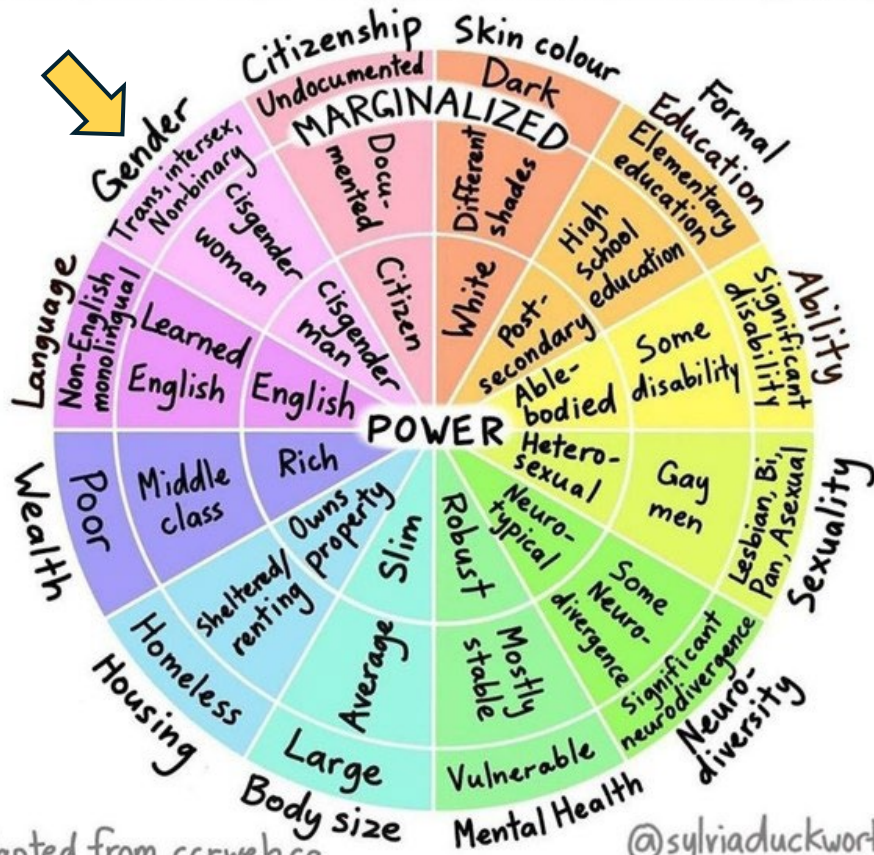 Citizenship
Undocumented
Docu-
mented
Citizen
Skin colour
Dark
Different
shades
White
Formal
Education
Elementary
education
High
school
education
Post-
secondary
Ability
Significant
disability
Some
disability
Able-
bodied
Sexuality
Lesbian, Bi,
Pan, Asexual
Gay
men
Hetero-
sexual
Neuro-
diversity
Significant
neurodivergence
Some
Neuro-
divergence
Neuro-
typical
Mental Health
Vulnerable
Mostly
stable
Robust
Body size
Large
Average
Slim
Housing
Homeless
Sheltered/
renting
Owns
property
Wealth
Poor
Middle
class
Rich
Language
Non-English
monolingual
Learned
English
English
Gender
Trans, intersex,
Non-binary
cisgender
woman
cisgender
man
MARGINALIZED
POWER
from ccrweb.ca
@sylviaduckwort